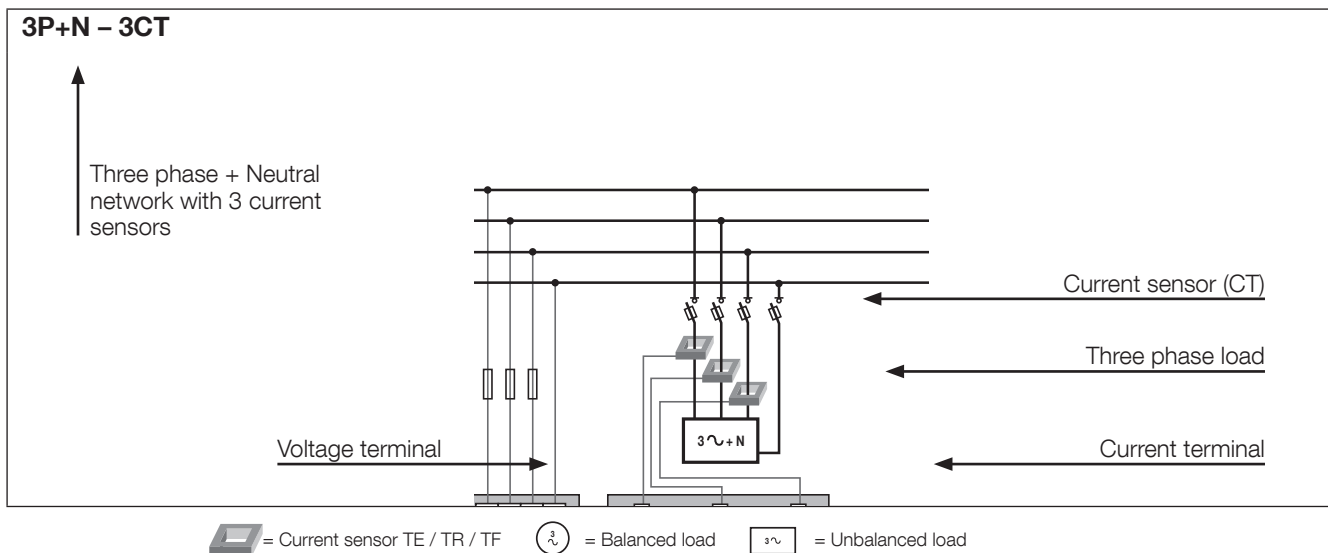 3P+N – 3CT
Three phase + Neutral
network with 3 current
sensors
Current sensor (CT)
Three phase load
3∿+N
Voltage terminal
Current terminal
= Current sensor TE / TR / TF
3∿
= Balanced load
3∿
= Unbalanced load